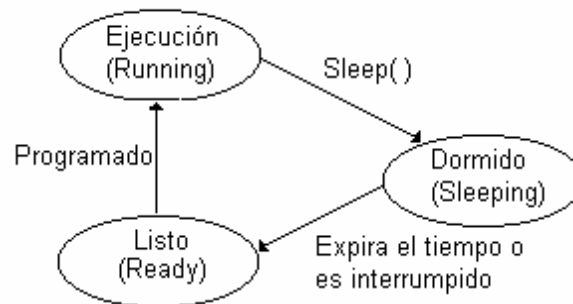 Ejecución
(Running)
Sleep( )
Programado
Dormido
(Sleeping)
Listo
(Ready)
Expira el tiempo o
es interrumpido